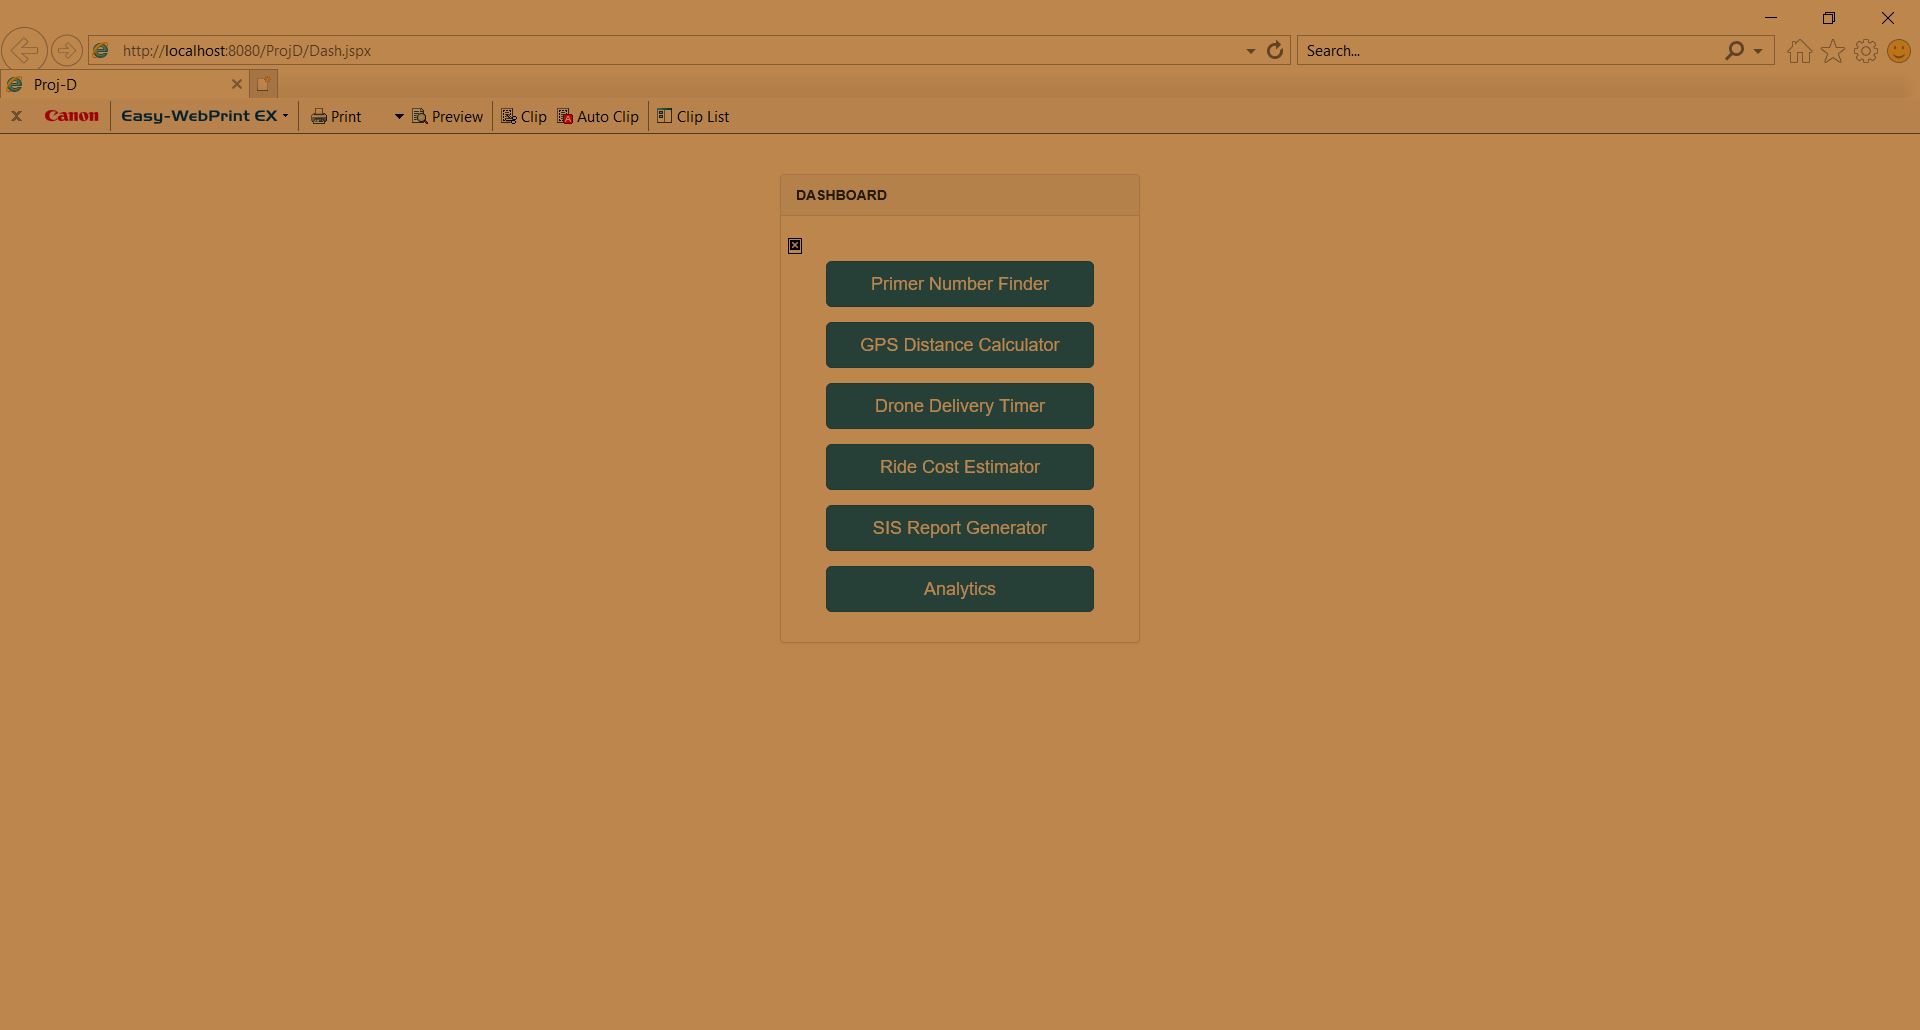 http://localhost:8080/ProjD/Dash.jspx
Search...
Proj-D
Canon Easy-WebPrint EX Print Preview Clip Auto Clip Clip List
DASHBOARD
Primer Number Finder
GPS Distance Calculator
Drone Delivery Timer
Ride Cost Estimator
SIS Report Generator
Analytics